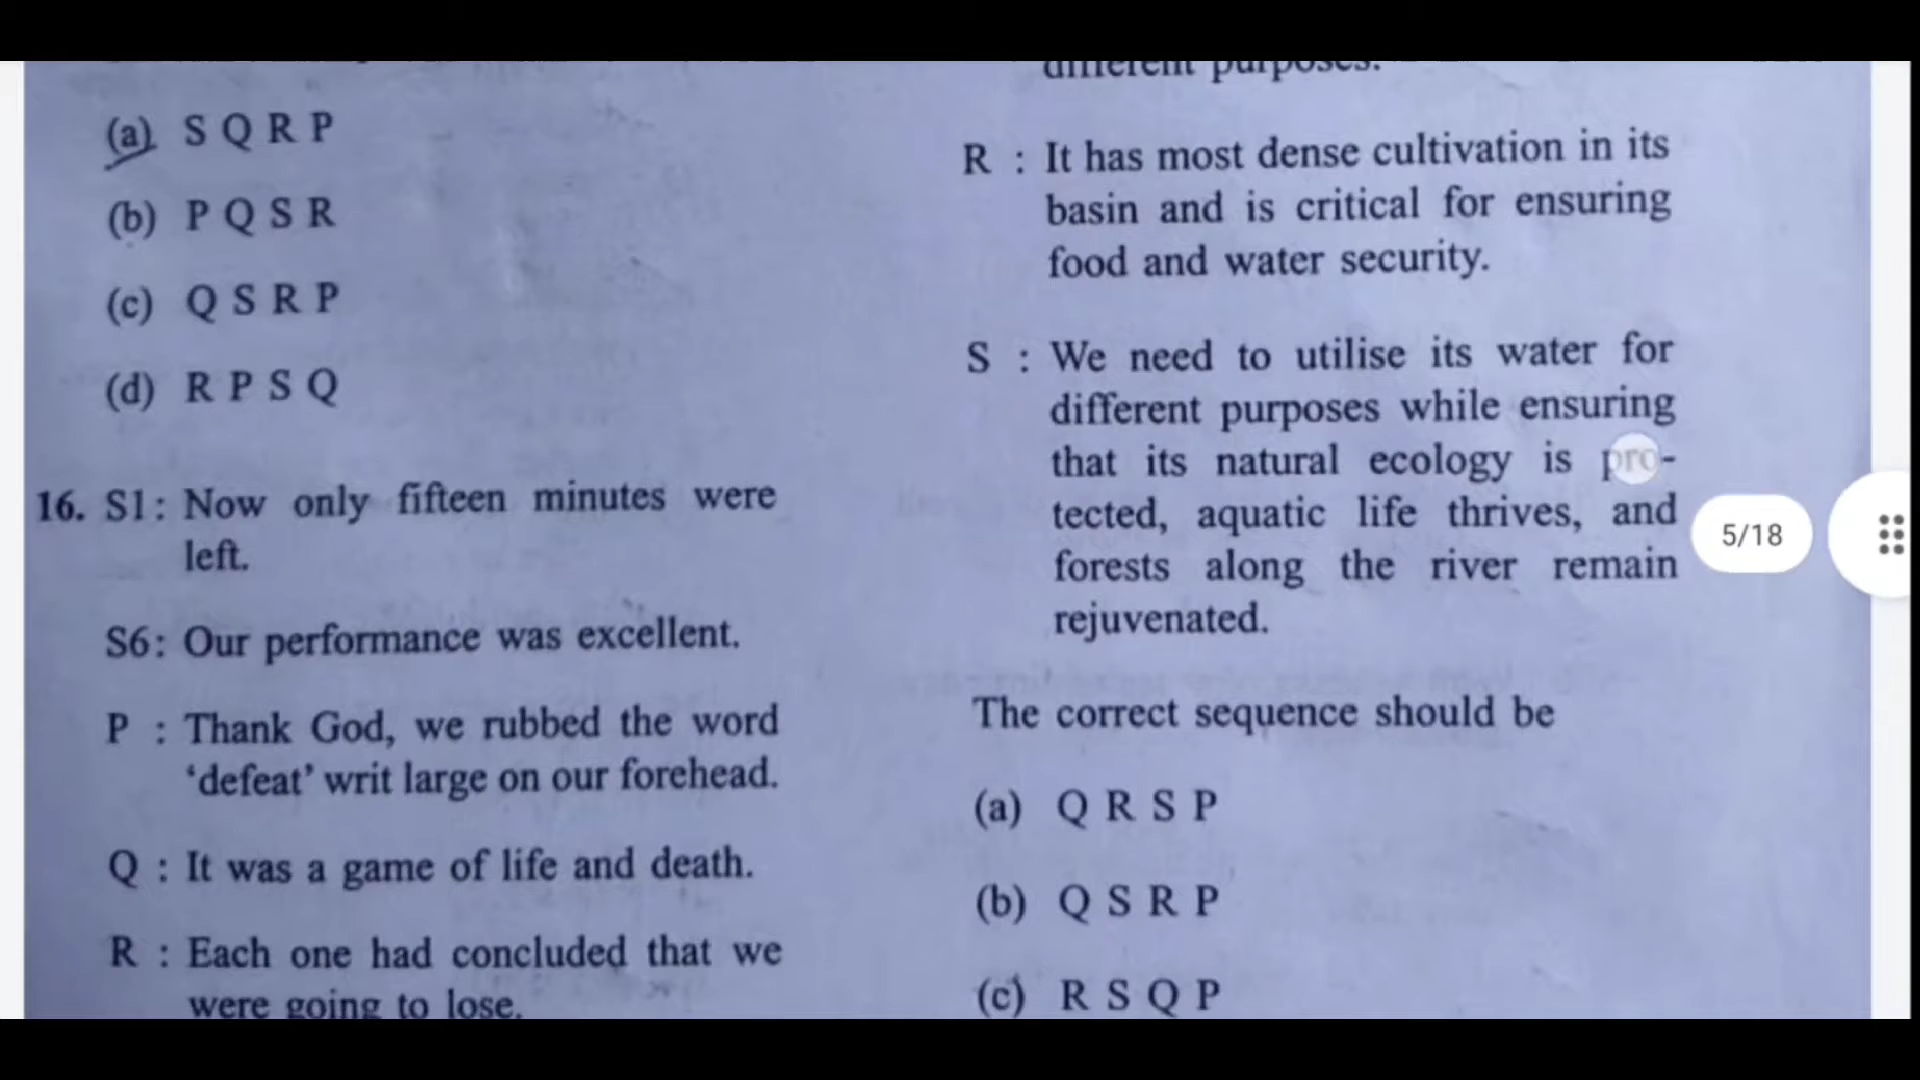 (a) S Q R P
(b) P Q S R
(c) Q S R P
(d) R P S Q
16. S1: Now only fifteen minutes were
left.
S6: Our performance was excellent.
P : Thank God, we rubbed the word
‘defeat’ writ large on our forehead.
Q : It was a game of life and death.
R : Each one had concluded that we
were going to lose.
different purposes.
R : It has most dense cultivation in its
basin and is critical for ensuring
food and water security.
S : We need to utilise its water for
different purposes while ensuring
that its natural ecology is pro-
tected, aquatic life thrives, and
forests along the river remain
rejuvenated.
The correct sequence should be
(a) Q R S P
(b) Q S R P
(c) R S Q P
5/18